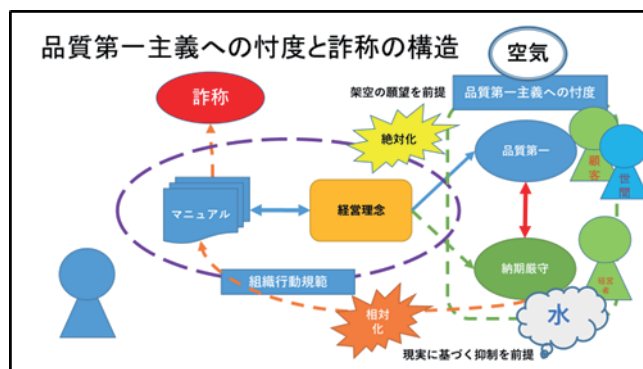 品質第一主義への忖度と詐称の構造
空気
詐称
架空の願望を前提
品質第一主義への忖度
絶対化
品質第一
顧客
世間
マニュアル
経営理念
組織行動規範
納期厳守
経営者
相対化
水
現実に基づく抑制を前提